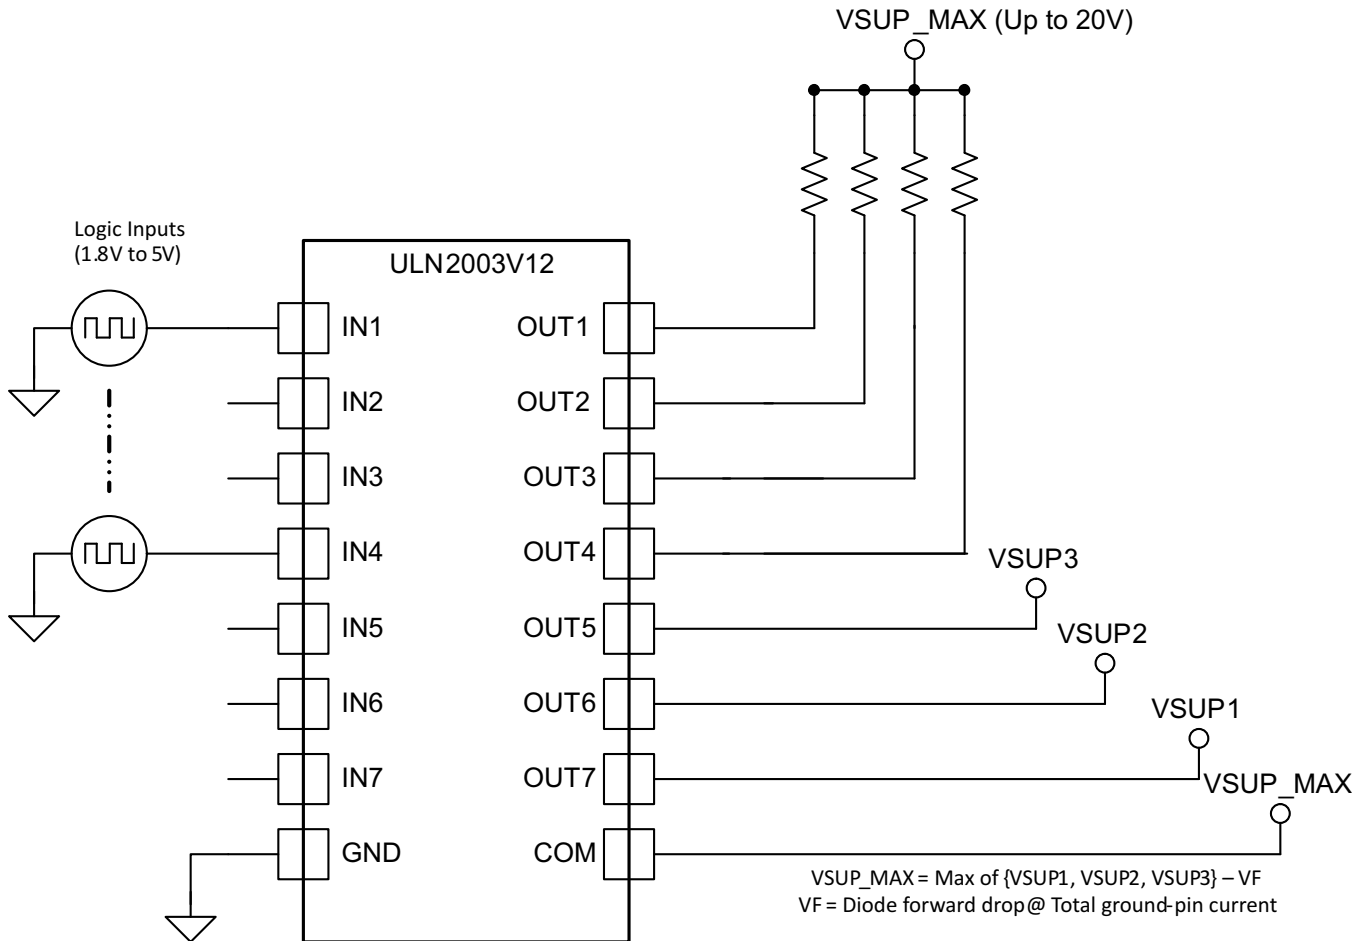 VSUP_MAX (Up to 20V)
Logic Inputs
(1.8V to 5V)
ULN2003V12
IN1
OUT1
IN2
OUT2
IN3
OUT3
IN4
OUT4
VSUP3
IN5
OUT5
VSUP2
IN6
OUT6
VSUP1
IN7
OUT7
VSUP_MAX
GND
COM
VSUP_MAX = Max of {VSUP1, VSUP2, VSUP3} – VF
VF = Diode forward drop @ Total ground-pin current